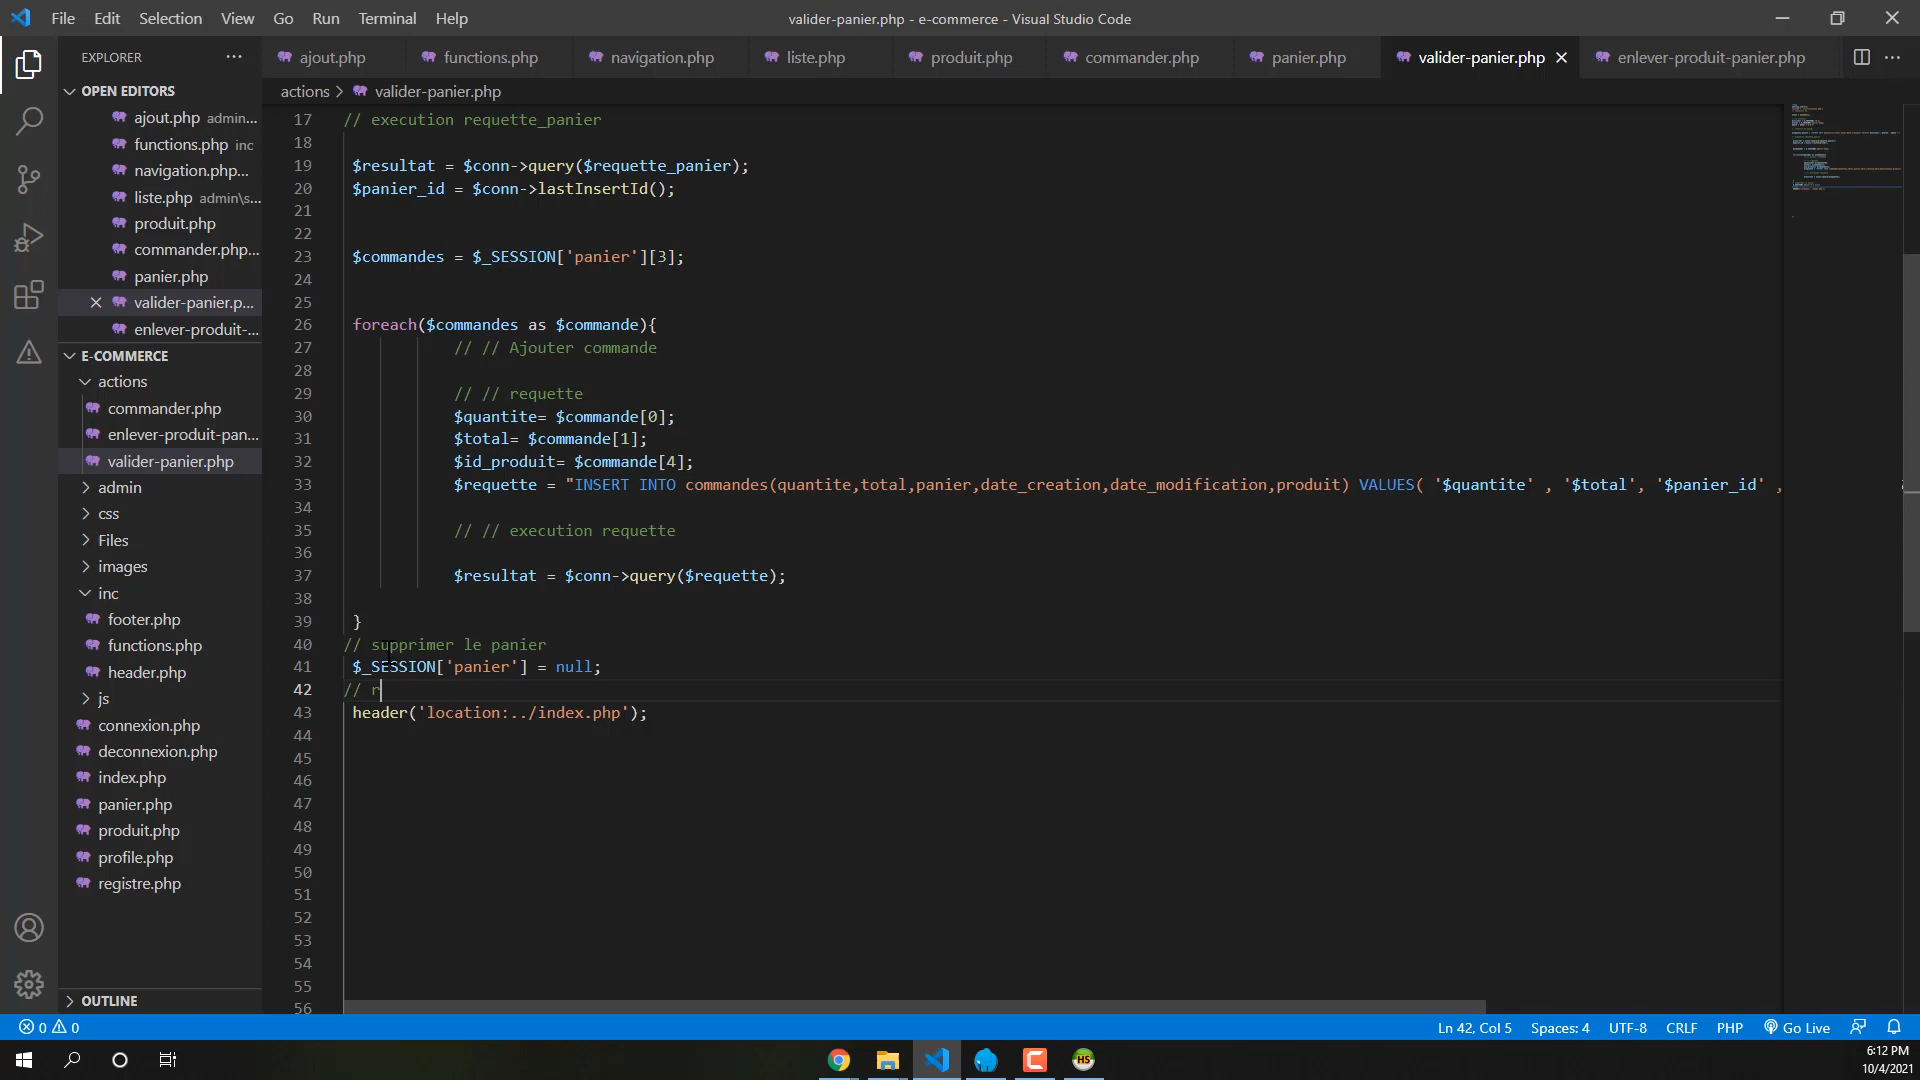 File Edit Selection View Go Run Terminal Help
valider-panier.php - e-commerce - Visual Studio Code
EXPLORER
ajout.php functions.php navigation.php liste.php produit.php commander.php panier.php valider-panier.php enlever-produit-panier.php
actions > valider-panier.php
OPEN EDITORS
ajout.php admin...
functions.php inc
navigation.php...
liste.php admin\s...
produit.php
commander.php...
panier.php
valider-panier.p...
enlever-produit-...
E-COMMERCE
actions
commander.php
enlever-produit-pan...
valider-panier.php
admin
css
Files
images
inc
footer.php
functions.php
header.php
js
connexion.php
deconnexion.php
index.php
panier.php
produit.php
profile.php
registre.php
OUTLINE
17 // execution requette_panier
18
19 $resultat = $conn->query($requette_panier);
20 $panier_id = $conn->lastInsertId();
21
22
23 $commandes = $_SESSION['panier'][3];
24
25
26 foreach($commandes as $commande){
27 // // Ajouter commande
28
29 // // requette
30 $quantite= $commande[0];
31 $total= $commande[1];
32 $id_produit= $commande[4];
33 $requette = "INSERT INTO commandes(quantite,total,panier,date_creation,date_modification,produit) VALUES( '$quantite' , '$total', '$panier_id' ,
34
35 // // execution requette
36
37 $resultat = $conn->query($requette);
38
39 }
40 // supprimer le panier
41 $_SESSION['panier'] = null;
42 // r
43 header('location:../index.php');
44
45
46
47
48
49
50
51
52
53
54
55
56
0 0
Ln 42, Col 5 Spaces: 4 UTF-8 CRLF PHP Go Live
HS
6:12 PM
10/4/2021